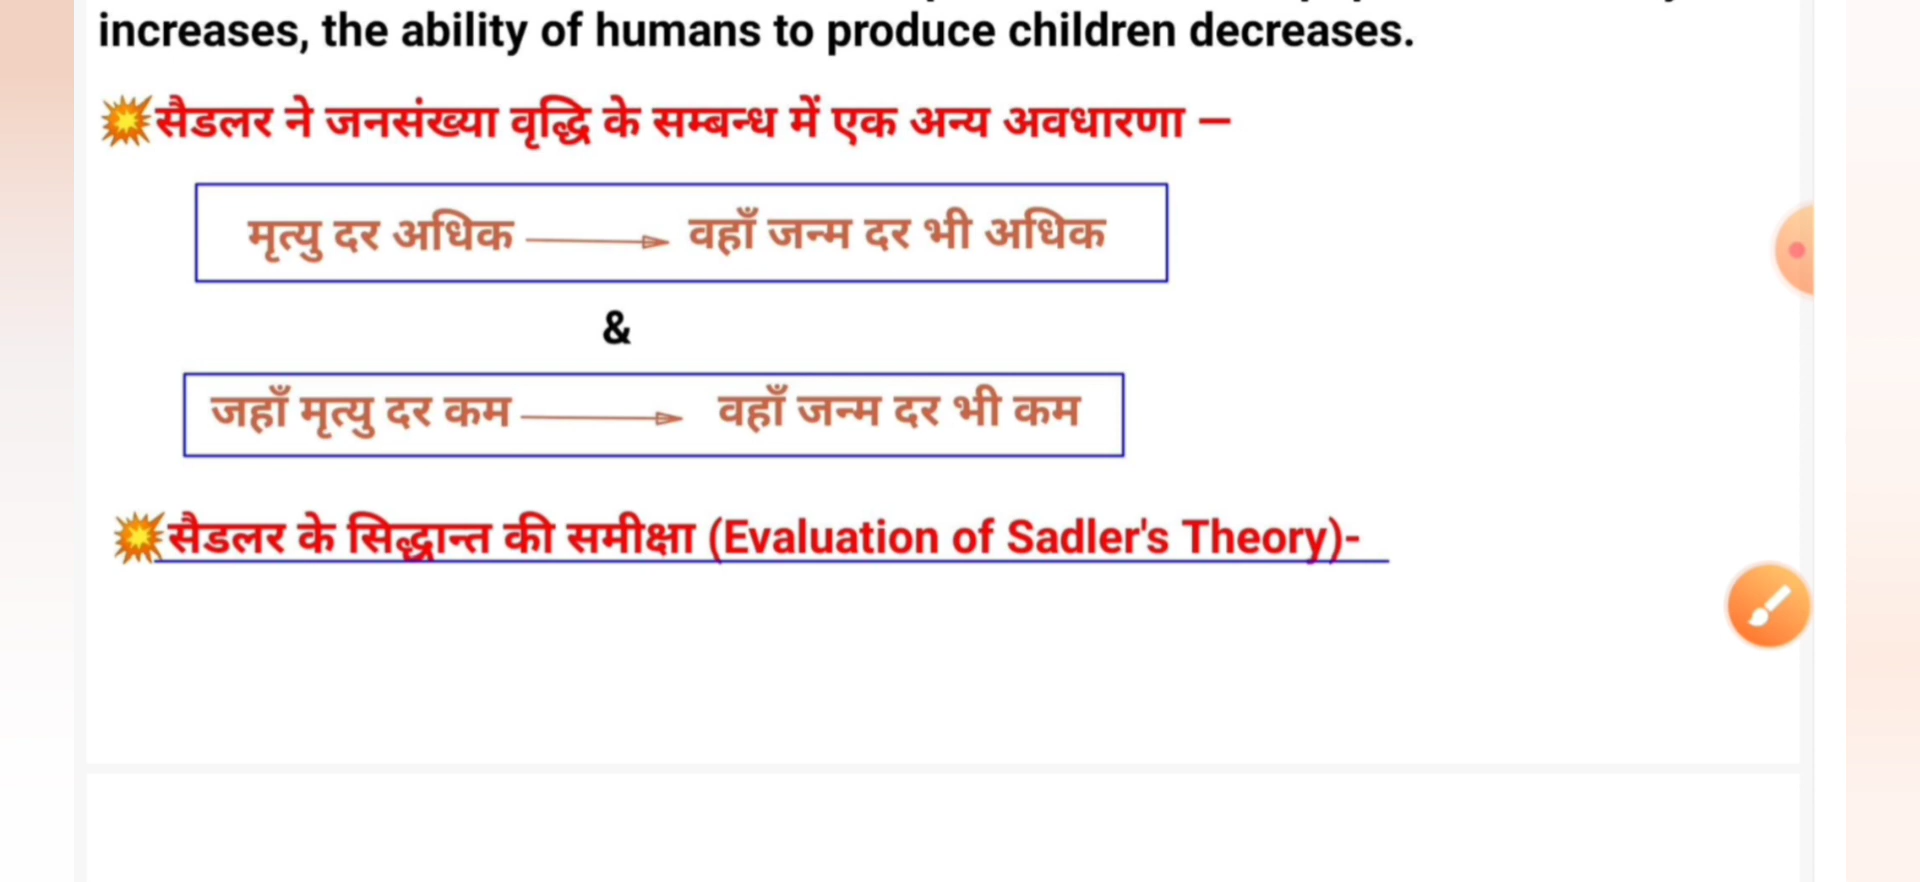 increases, the ability of humans to produce children decreases.
💥सैडलर ने जनसंख्या वृद्धि के सम्बन्ध में एक अन्य अवधारणा –
मृत्यु दर अधिक ⟶ वहाँ जन्म दर भी अधिक
&
जहाँ मृत्यु दर कम ⟶ वहाँ जन्म दर भी कम
💥सैडलर के सिद्धान्त की समीक्षा (Evaluation of Sadler's Theory)-